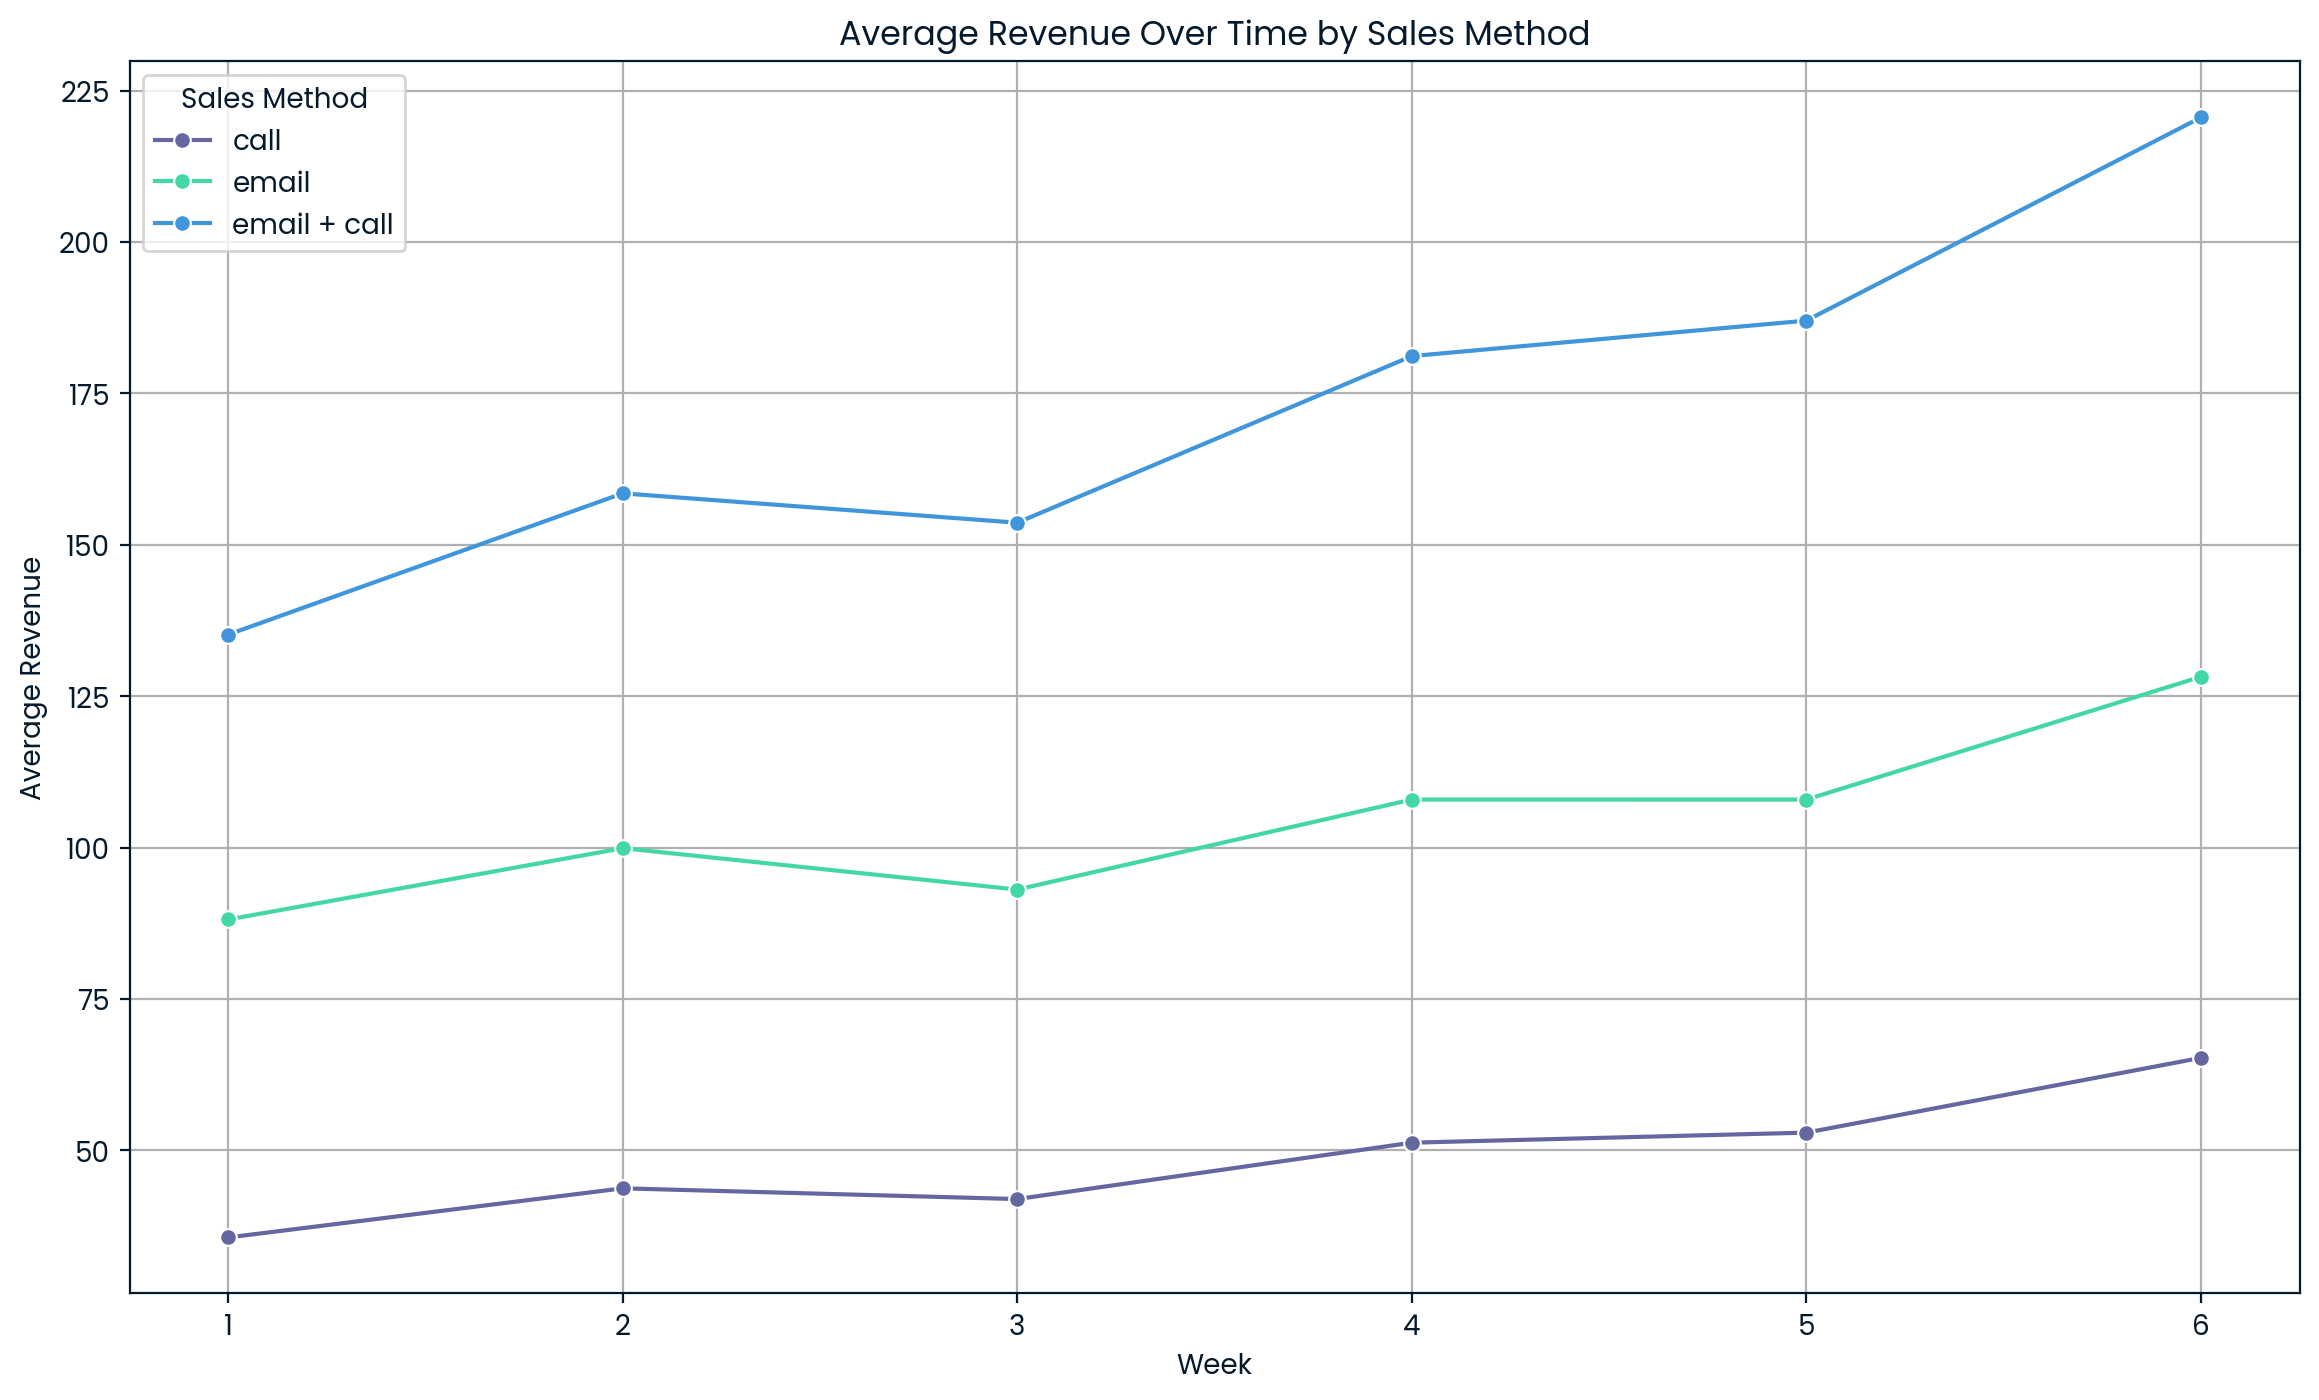 Average Revenue Over Time by Sales Method
Sales Method
call
email
email + call
Average Revenue
225
200
175
150
125
100
75
50
1 2 3 4 5 6
Week